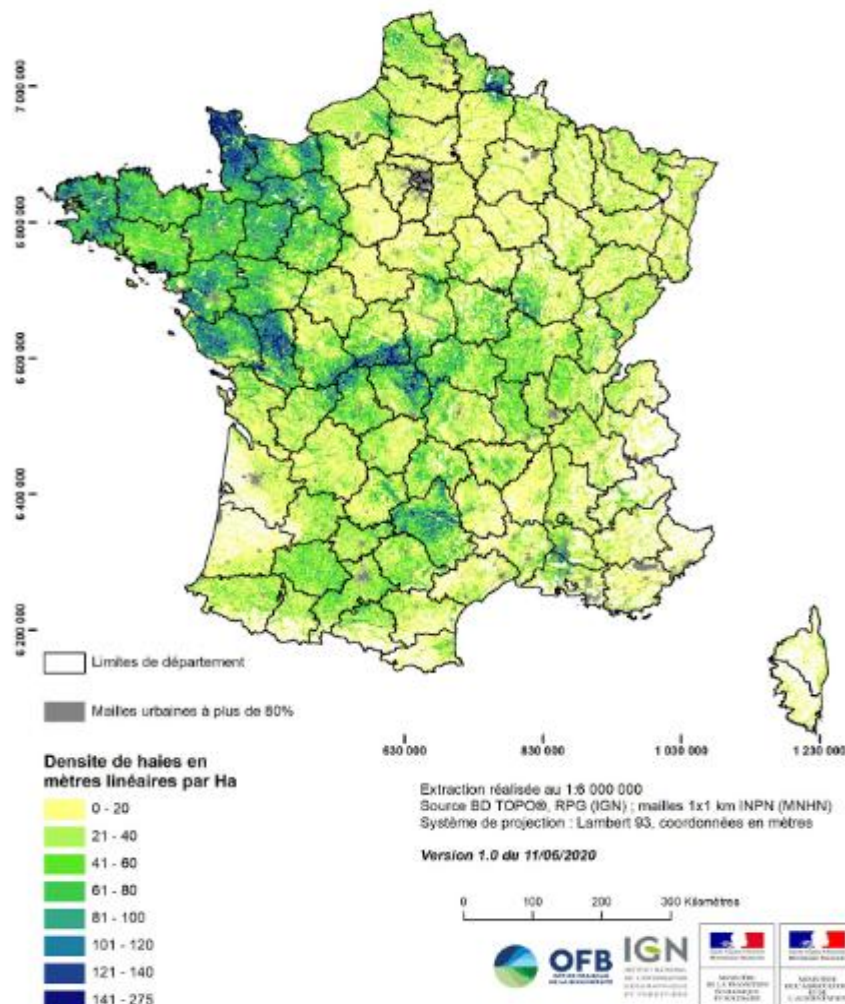 7 000 000
6 800 000
6 600 000
6 400 000
6 200 000
Limites de département
Mailles urbaines à plus de 80%
630 000
830 000
1 030 000
1 230 000
Densite de haies en
mètres linéaires par Ha
0 - 20
21 - 40
41 - 60
61 - 80
81 - 100
101 - 120
121 - 140
141 - 275
Extraction réalisée au 1:6 000 000
Source BD TOPO®, RPG (IGN) ; mailles 1x1 km INPN (MNHN)
Système de projection : Lambert 93, coordonnées en mètres
Version 1.0 du 11/06/2020
0 100 200 300 Kilomètres
OFB
IGN